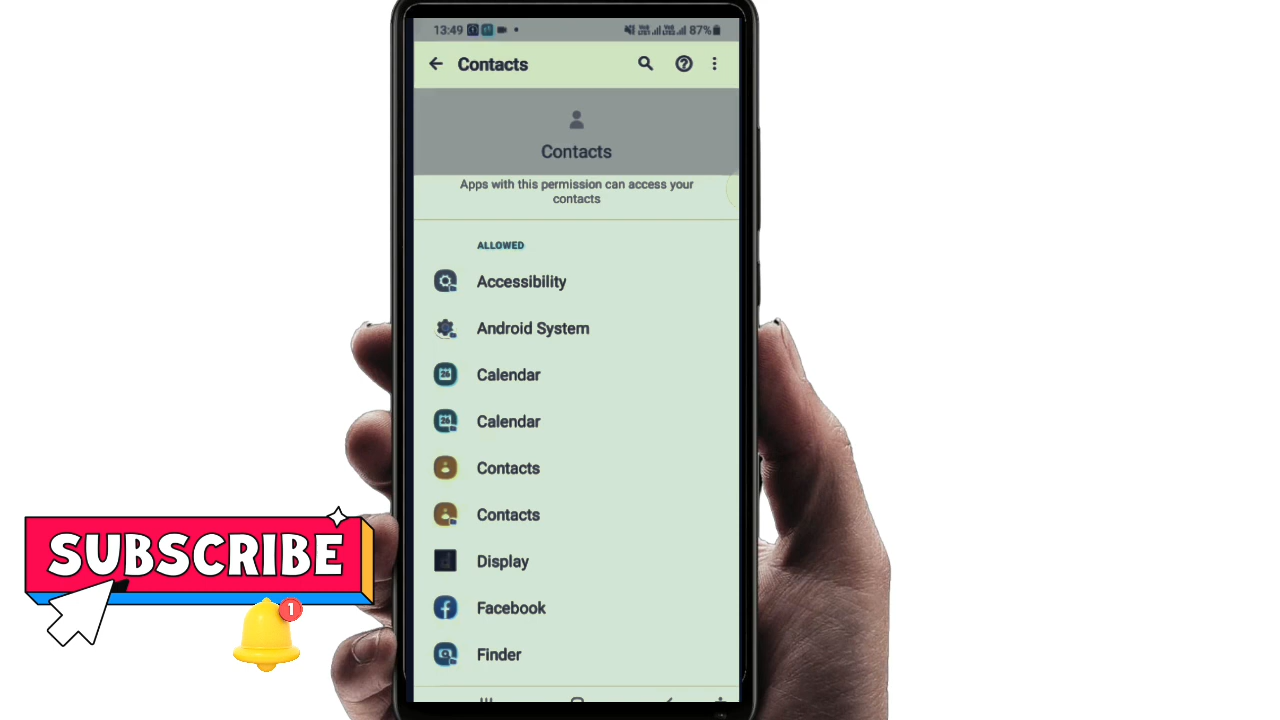 13:49
87%
Contacts
Contacts
Apps with this permission can access your
contacts
ALLOWED
Accessibility
Android System
Calendar
Calendar
Contacts
Contacts
Display
Facebook
Finder
SUBSCRIBE
1